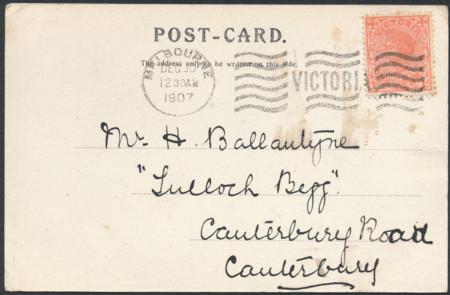 POST-CARD.
The address only to be written on this side.
MELBOURNE
DEC 30
12 30AM
1907
VICTORI
VICTORIA
Mr H. Ballantyne
"Tulloch Begg".
Canterbury Road
Canterbury